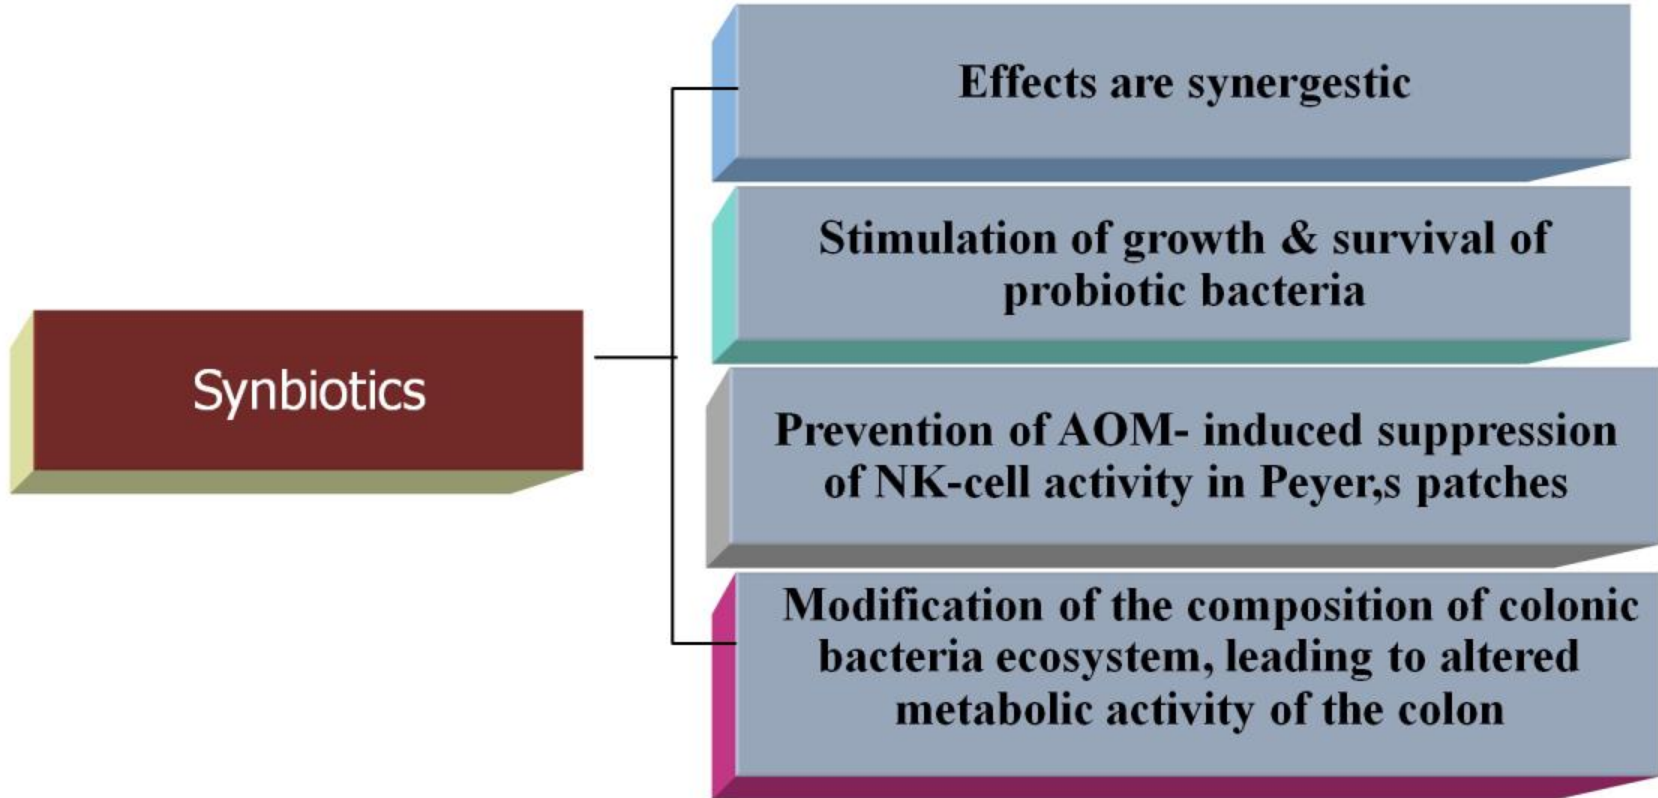 Effects are synergestic
Stimulation of growth & survival of
probiotic bacteria
Synbiotics
Prevention of AOM- induced suppression
of NK-cell activity in Peyer,s patches
Modification of the composition of colonic
bacteria ecosystem, leading to altered
metabolic activity of the colon